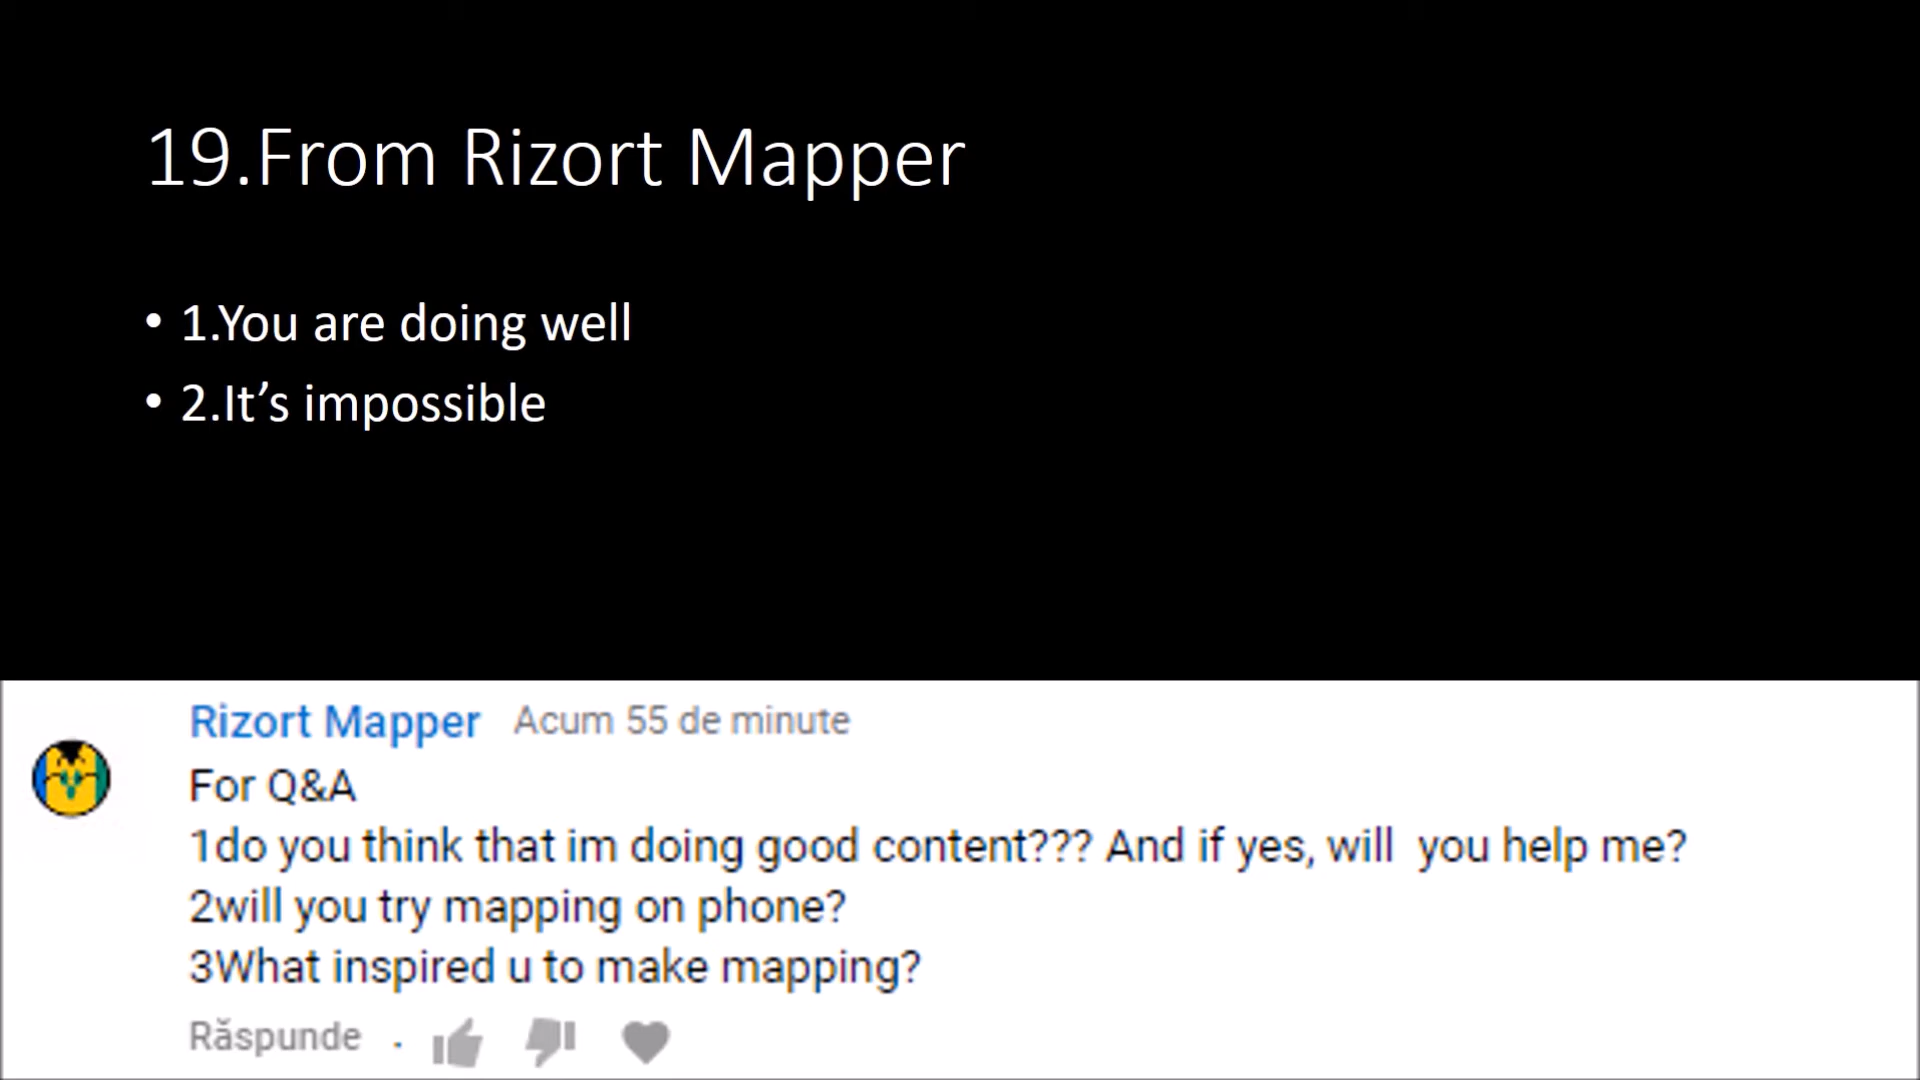 19.From Rizort Mapper
• 1.You are doing well
• 2.It’s impossible
Rizort Mapper Acum 55 de minute
For Q&A
1do you think that im doing good content??? And if yes, will you help me?
2will you try mapping on phone?
3What inspired u to make mapping?
Răspunde